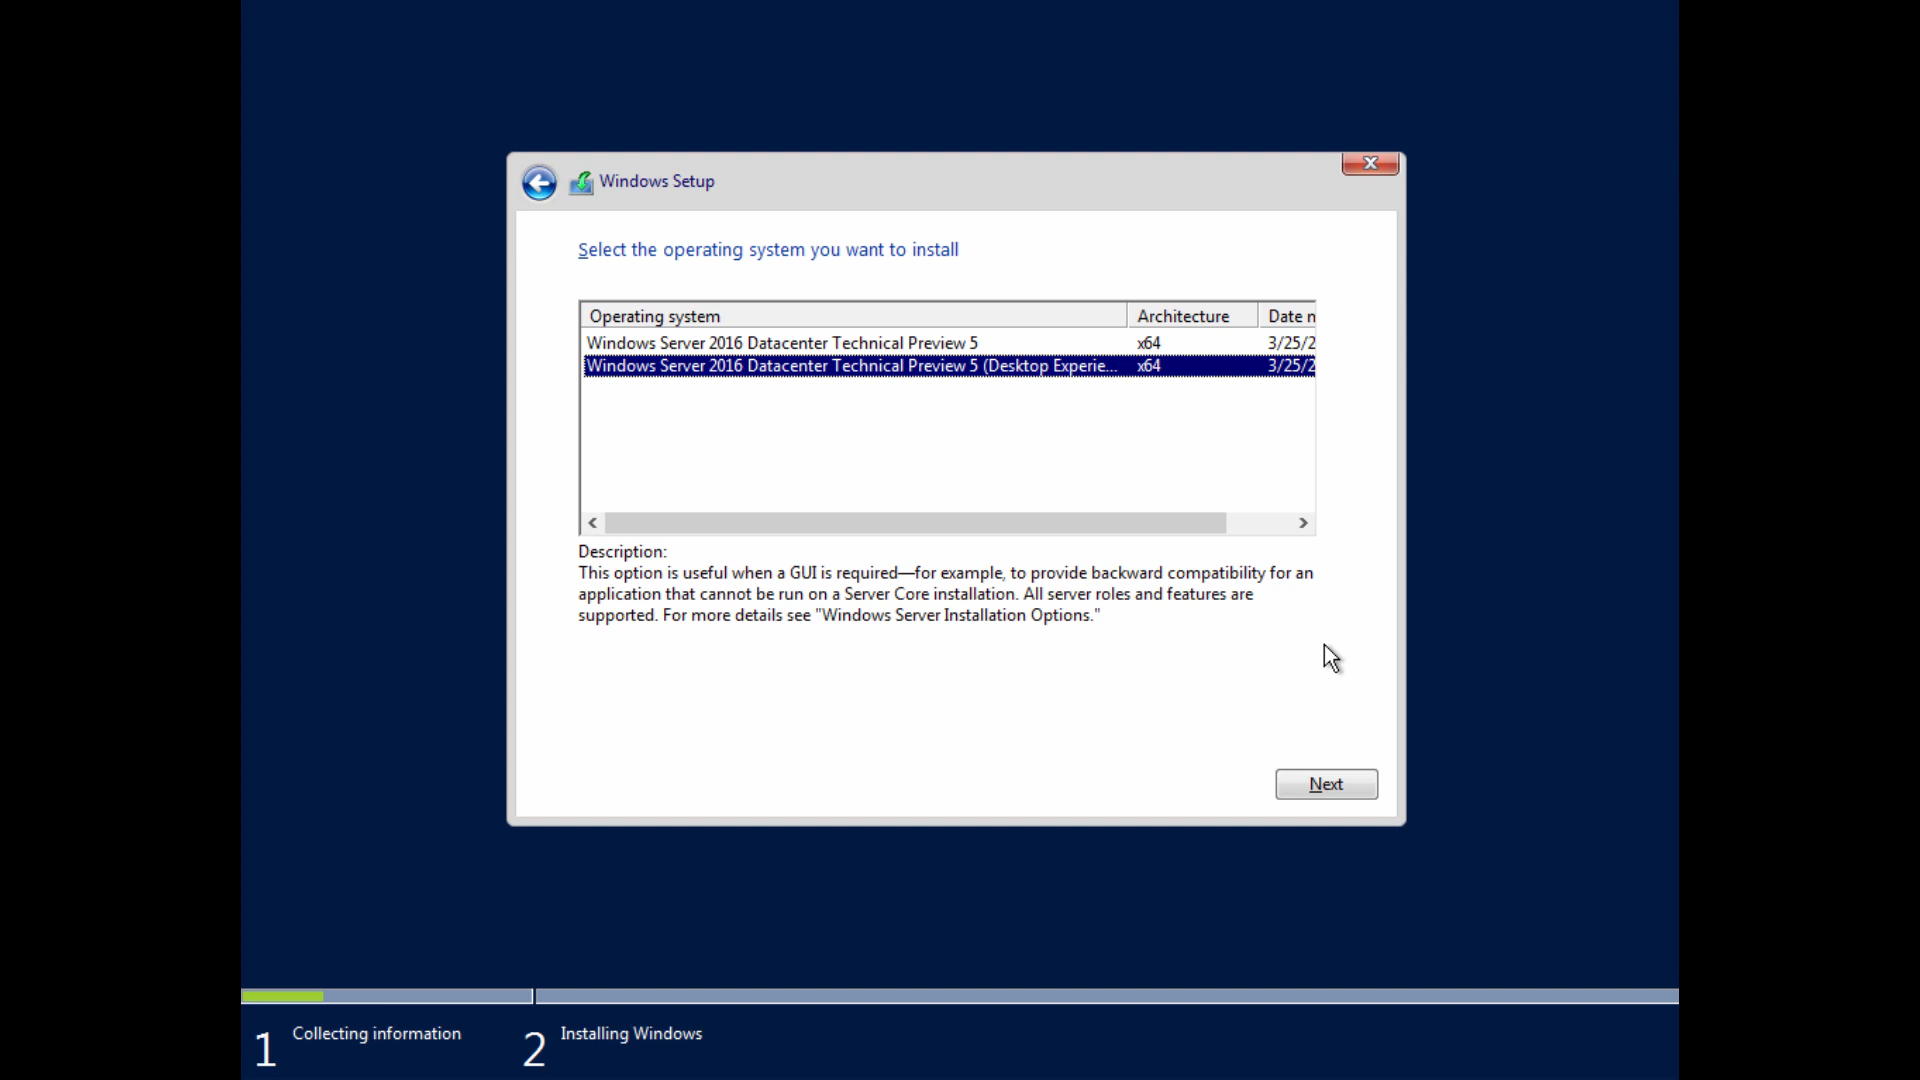 Windows Setup
Select the operating system you want to install
Operating system Architecture Date n
Windows Server 2016 Datacenter Technical Preview 5 x64 3/25/2
Windows Server 2016 Datacenter Technical Preview 5 (Desktop Experie... x64 3/25/2
Description:
This option is useful when a GUI is required—for example, to provide backward compatibility for an
application that cannot be run on a Server Core installation. All server roles and features are
supported. For more details see "Windows Server Installation Options."
Next
1 Collecting information 2 Installing Windows